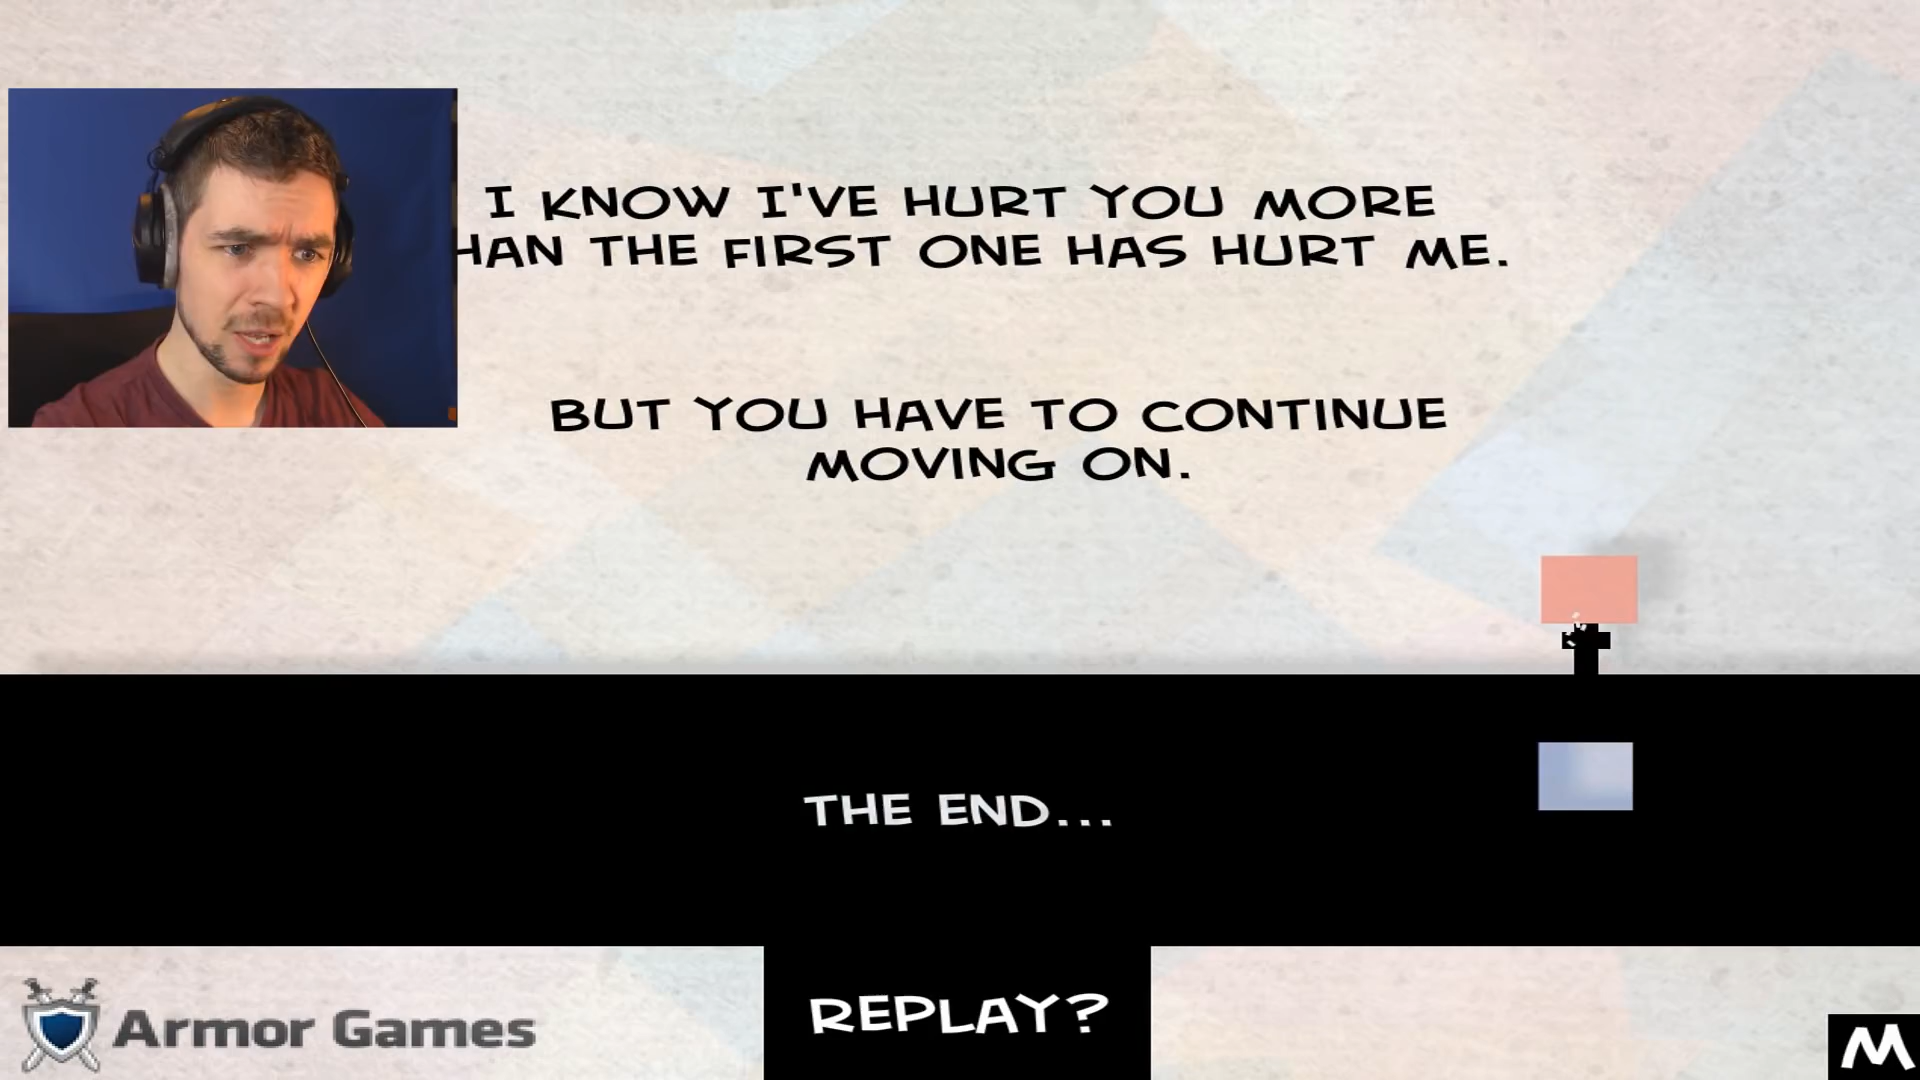 I KNOW I'VE HURT YOU MORE
THE FIRST ONE HAS HURT ME.
BUT YOU HAVE TO CONTINUE
MOVING ON.
THE END...
REPLAY?
Armor Games
M